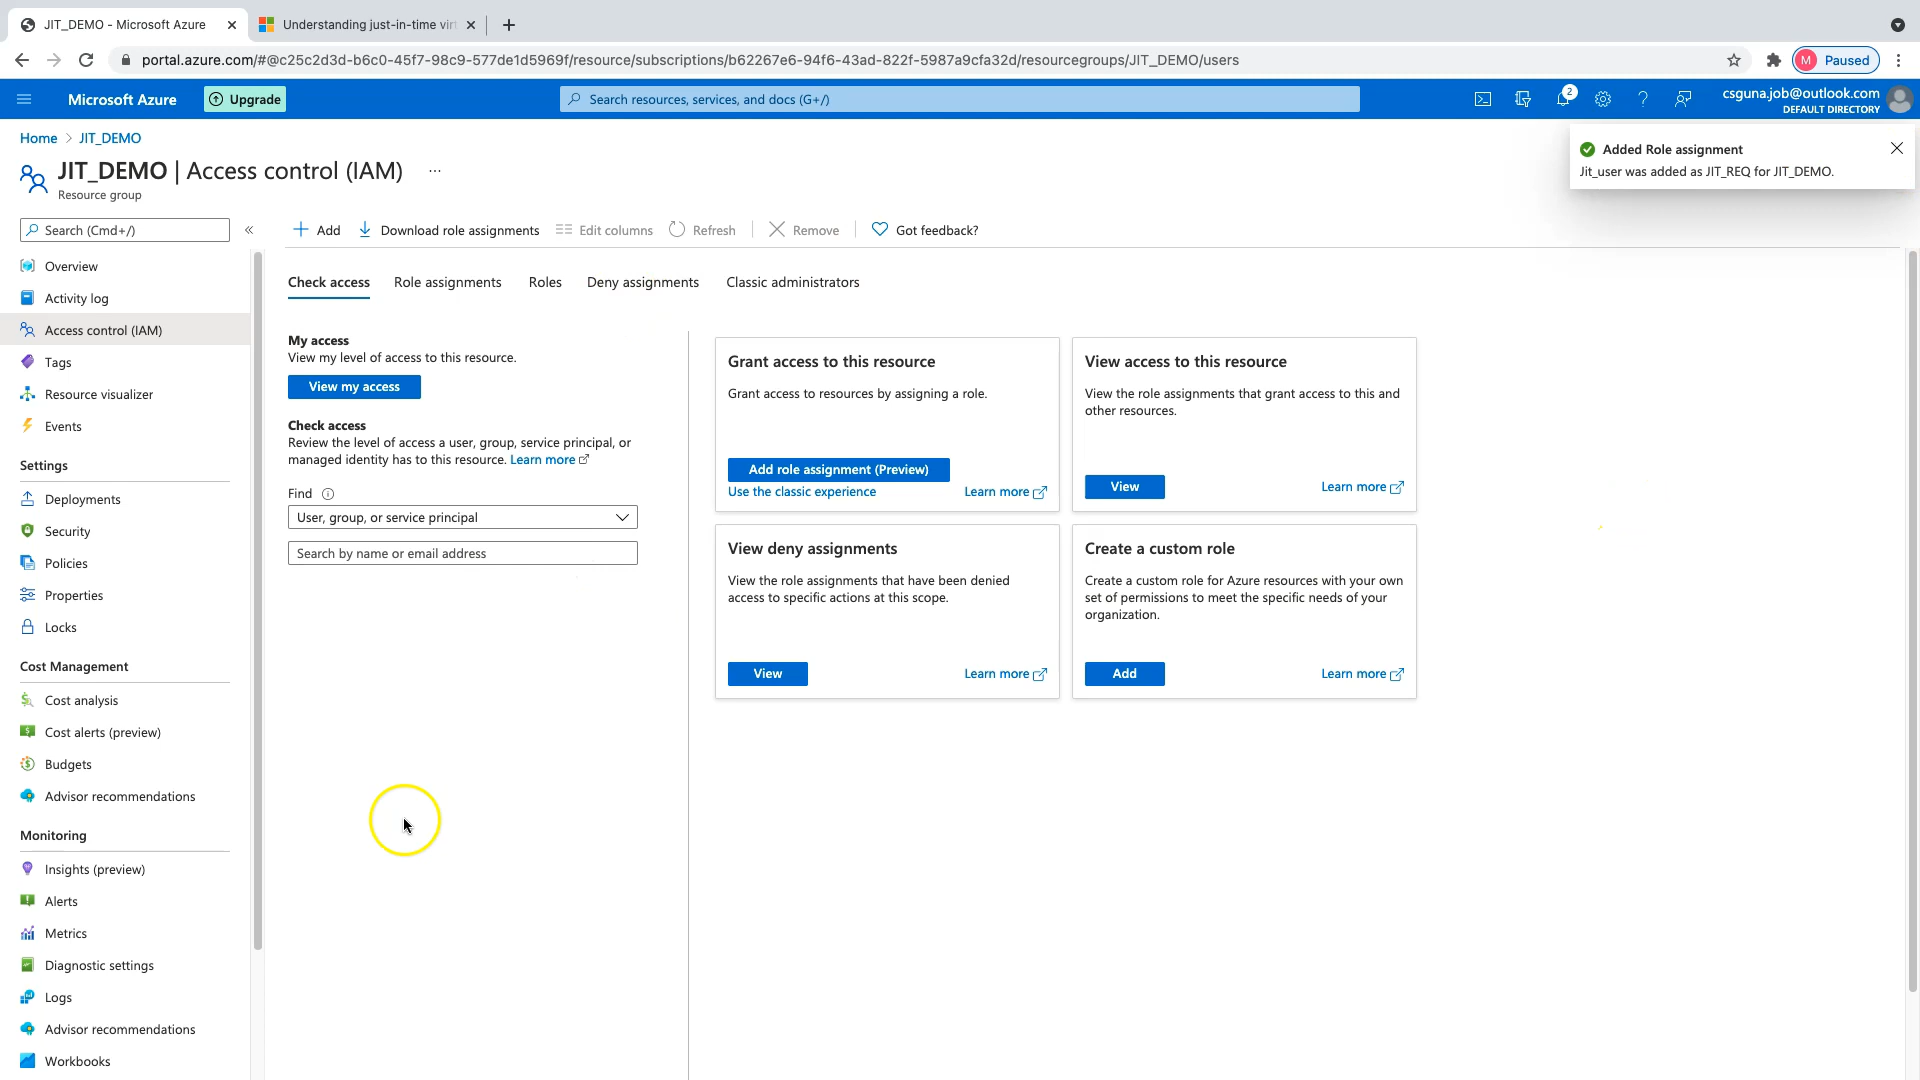 JIT_DEMO - Microsoft Azure
Understanding just-in-time virt
portal.azure.com/#@c25c2d3d-b6c0-45f7-98c9-577de1d5969f/resource/subscriptions/b62267e6-94f6-43ad-822f-5987a9cfa32d/resourcegroups/JIT_DEMO/users
M Paused
Microsoft Azure
Upgrade
Search resources, services, and docs (G+/)
2
csguna.job@outlook.com
DEFAULT DIRECTORY
Home > JIT_DEMO
Added Role assignment
Jit_user was added as JIT_REQ for JIT_DEMO.
JIT_DEMO | Access control (IAM) ...
Resource group
Search (Cmd+/)
«
Add
Download role assignments
Edit columns
Refresh
Remove
Got feedback?
Overview
Activity log
Access control (IAM)
Tags
Resource visualizer
Events
Settings
Deployments
Security
Policies
Properties
Locks
Cost Management
Cost analysis
Cost alerts (preview)
Budgets
Advisor recommendations
Monitoring
Insights (preview)
Alerts
Metrics
Diagnostic settings
Logs
Advisor recommendations
Workbooks
Check access
Role assignments
Roles
Deny assignments
Classic administrators
My access
View my level of access to this resource.
View my access
Check access
Review the level of access a user, group, service principal, or
managed identity has to this resource. Learn more
Find
User, group, or service principal
Search by name or email address
Grant access to this resource
Grant access to resources by assigning a role.
Add role assignment (Preview)
Use the classic experience
Learn more
View access to this resource
View the role assignments that grant access to this and
other resources.
View
Learn more
View deny assignments
View the role assignments that have been denied
access to specific actions at this scope.
View
Learn more
Create a custom role
Create a custom role for Azure resources with your own
set of permissions to meet the specific needs of your
organization.
Add
Learn more